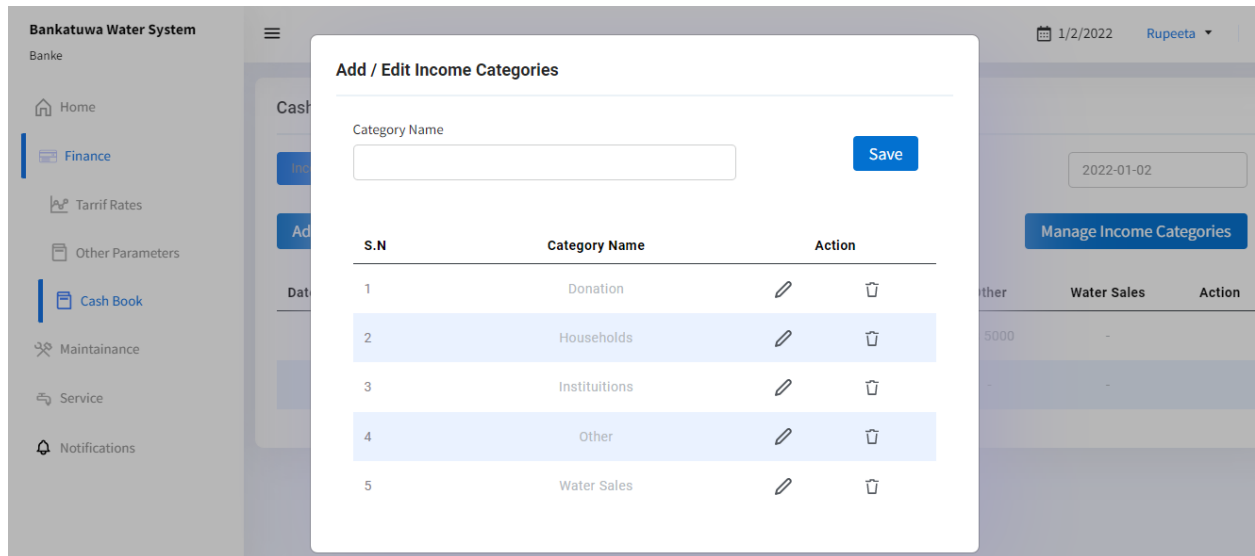 Bankatuwa Water System
Banke
1/2/2022 Rupeeta
Home
Finance
Tarrif Rates
Other Parameters
Cash Book
Maintainance
Service
Notifications
Add / Edit Income Categories
Category Name
Save
S.N Category Name Action
1 Donation
2 Households
3 Instituitions
4 Other
5 Water Sales
Cash
2022-01-02
Ad
Manage Income Categories
Water Sales Action
5000 -
- -